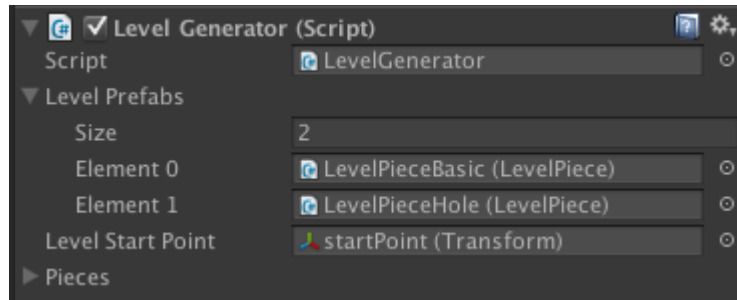 Level Generator (Script)
Script LevelGenerator
Level Prefabs
Size 2
Element 0 LevelPieceBasic (LevelPiece)
Element 1 LevelPieceHole (LevelPiece)
Level Start Point startPoint (Transform)
Pieces